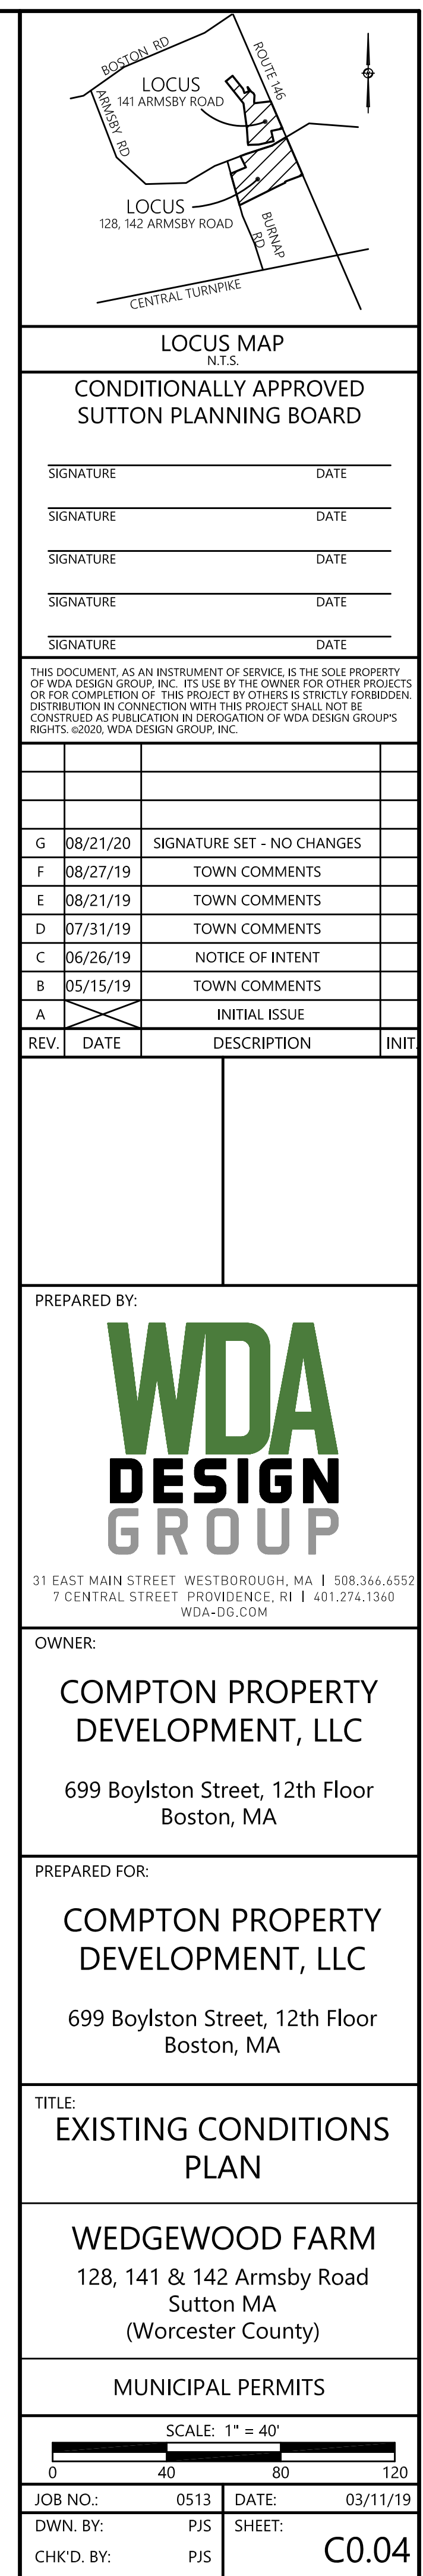 BOSTON RD
ROUTE 146
LOCUS
141 ARMSBY ROAD
ARMSBY RD
LOCUS
128, 142 ARMSBY ROAD
BURNAP RD
CENTRAL TURNPIKE
LOCUS MAP
N.T.S.
CONDITIONALLY APPROVED
SUTTON PLANNING BOARD
SIGNATURE DATE
SIGNATURE DATE
SIGNATURE DATE
SIGNATURE DATE
SIGNATURE DATE
THIS DOCUMENT, AS AN INSTRUMENT OF SERVICE, IS THE SOLE PROPERTY
OF WDA DESIGN GROUP, INC. ITS USE BY THE OWNER FOR OTHER PROJECTS
OR FOR COMPLETION OF THIS PROJECT BY OTHERS IS STRICTLY FORBIDDEN.
DISTRIBUTION IN CONNECTION WITH THIS PROJECT SHALL NOT BE
CONSTRUED AS PUBLICATION IN DEROGATION OF WDA DESIGN GROUP'S
RIGHTS. ©2020, WDA DESIGN GROUP, INC.
G 08/21/20 SIGNATURE SET - NO CHANGES
F 08/27/19 TOWN COMMENTS
E 08/21/19 TOWN COMMENTS
D 07/31/19 TOWN COMMENTS
C 06/26/19 NOTICE OF INTENT
B 05/15/19 TOWN COMMENTS
A INITIAL ISSUE
REV. DATE DESCRIPTION INIT.
PREPARED BY:
WDA
DESIGN
GROUP
31 EAST MAIN STREET WESTBOROUGH, MA | 508.366.6552
7 CENTRAL STREET PROVIDENCE, RI | 401.274.1360
WDA-DG.COM
OWNER:
COMPTON PROPERTY
DEVELOPMENT, LLC
699 Boylston Street, 12th Floor
Boston, MA
PREPARED FOR:
COMPTON PROPERTY
DEVELOPMENT, LLC
699 Boylston Street, 12th Floor
Boston, MA
TITLE:
EXISTING CONDITIONS
PLAN
WEDGEWOOD FARM
128, 141 & 142 Armsby Road
Sutton MA
(Worcester County)
MUNICIPAL PERMITS
SCALE: 1" = 40'
0 40 80 120
JOB NO.: 0513 DATE: 03/11/19
DWN. BY: PJS SHEET:
CHK'D. BY: PJS C0.04